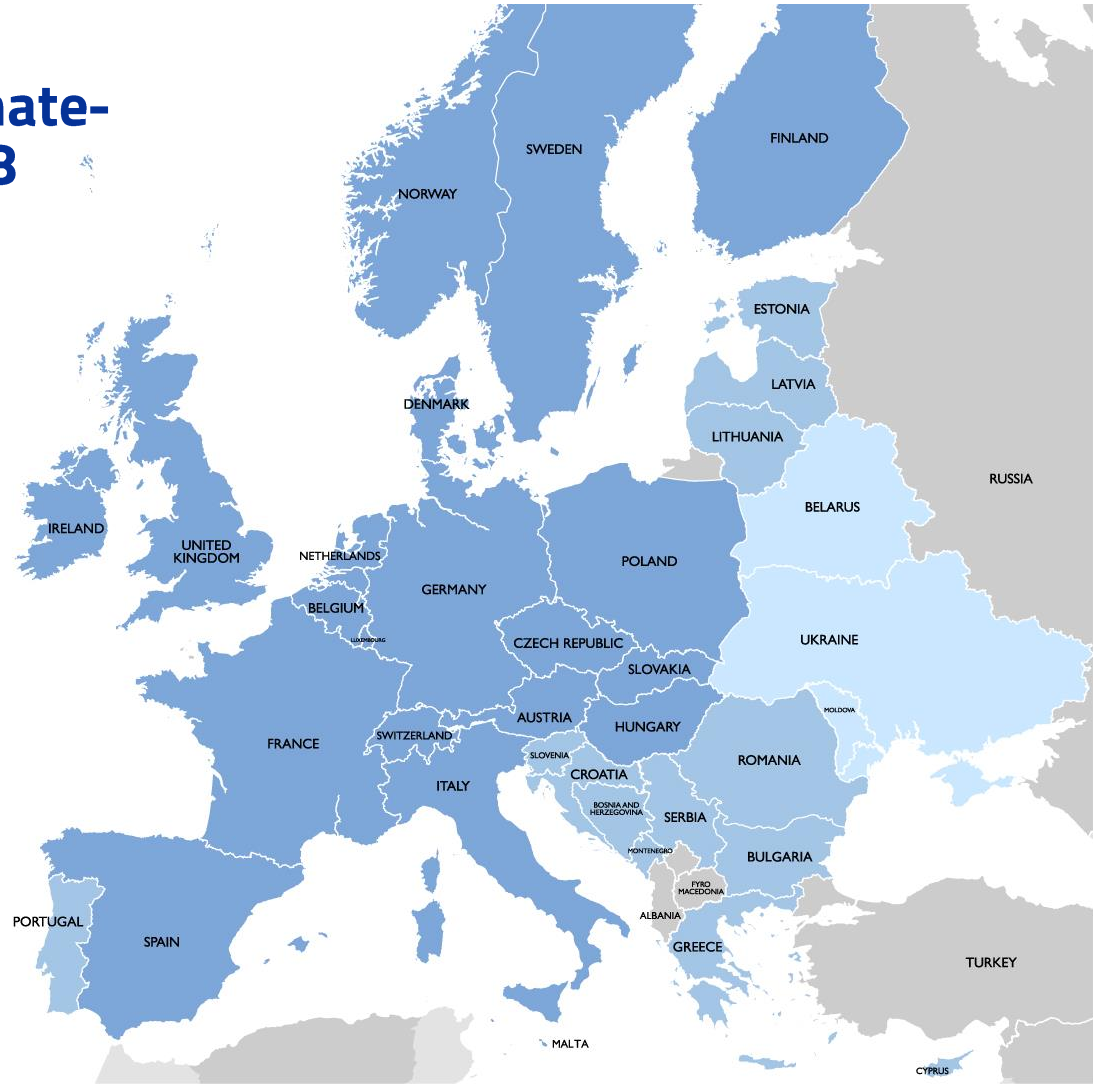 nate-
3
SWEDEN
FINLAND
NORWAY
ESTONIA
LATVIA
DENMARK
LITHUANIA
RUSSIA
BELARUS
IRELAND
UNITED
KINGDOM
NETHERLANDS
POLAND
GERMANY
BELGIUM
LUXEMBOURG
CZECH REPUBLIC
UKRAINE
SLOVAKIA
MOLDOVA
AUSTRIA
HUNGARY
SWITZERLAND
FRANCE
SLOVENIA
ROMANIA
CROATIA
ITALY
BOSNIA AND
HERZEGOVINA
SERBIA
MONTENEGRO
BULGARIA
FYRO
MACEDONIA
ALBANIA
PORTUGAL
SPAIN
GREECE
TURKEY
MALTA
CYPRUS